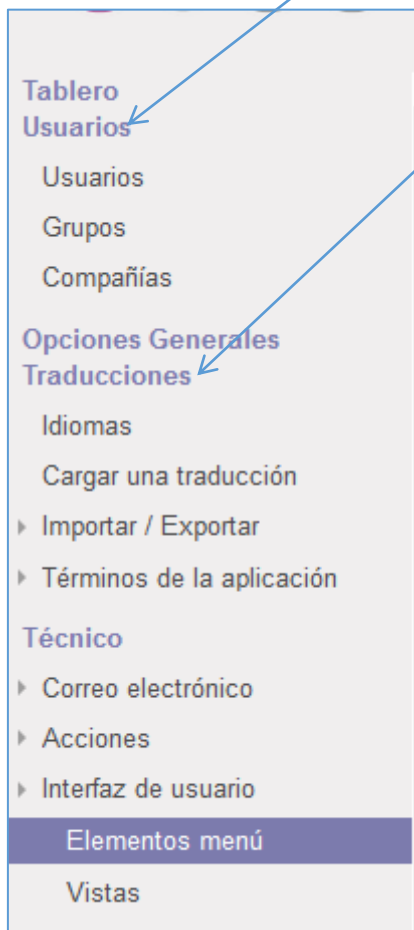 Tablero
Usuarios
Usuarios
Grupos
Compañías
Opciones Generales
Traducciones
Idiomas
Cargar una traducción
Importar / Exportar
Términos de la aplicación
Técnico
Correo electrónico
Acciones
Interfaz de usuario
Elementos menú
Vistas